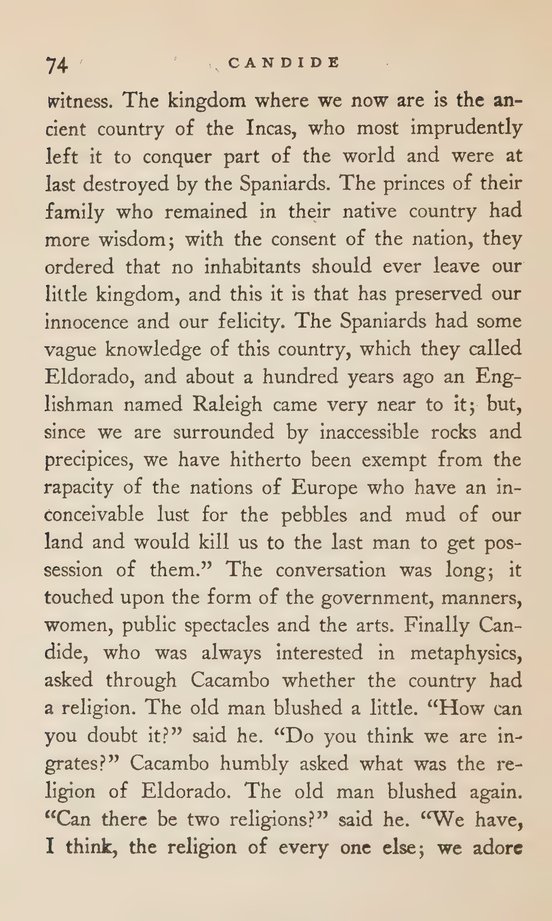 74 CANDIDE
witness. The kingdom where we now are is the an-
cient country of the Incas, who most imprudently
left it to conquer part of the world and were at
last destroyed by the Spaniards. The princes of their
family who remained in their native country had
more wisdom; with the consent of the nation, they
ordered that no inhabitants should ever leave our
little kingdom, and this it is that has preserved our
innocence and our felicity. The Spaniards had some
vague knowledge of this country, which they called
Eldorado, and about a hundred years ago an Eng-
lishman named Raleigh came very near to it; but,
since we are surrounded by inaccessible rocks and
precipices, we have hitherto been exempt from the
rapacity of the nations of Europe who have an in-
conceivable lust for the pebbles and mud of our
land and would kill us to the last man to get pos-
session of them.” The conversation was long; it
touched upon the form of the government, manners,
women, public spectacles and the arts. Finally Can-
dide, who was always interested in metaphysics,
asked through Cacambo whether the country had
a religion. The old man blushed a little. “How can
you doubt it?” said he. “Do you think we are in-
grates?” Cacambo humbly asked what was the re-
ligion of Eldorado. The old man blushed again.
“Can there be two religions?” said he. “We have,
I think, the religion of every one else; we adore